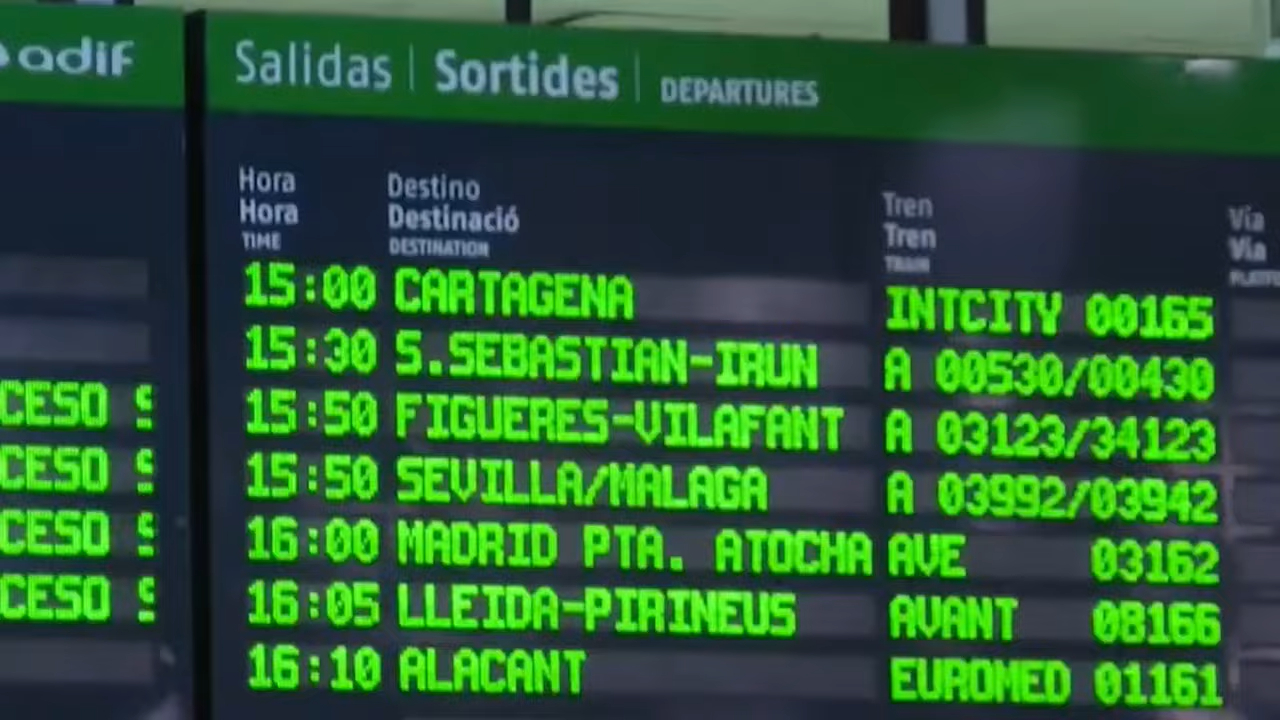 adif
Salidas | Sortides | DEPARTURES
Hora Destino Tren Vía
Hora Destinació Tren Via
TIME DESTINATION TRAIN
15:00 CARTAGENA INTCITY 00165
15:30 S.SEBASTIAN-IRUN A 00530/00430
CESO S 15:50 FIGUERES-VILAFANT A 03123/34123
CESO S 15:50 SEVILLA/MALAGA A 03992/03942
CESO S 16:00 MADRID PTA. ATOCHA AVE 03162
CESO S 16:05 LLEIDA-PIRINEUS AVANT 08166
16:10 ALACANT EUROMED 01161